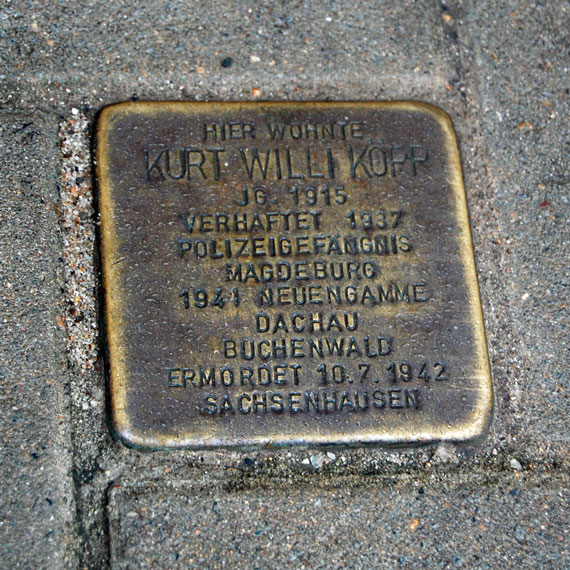 HIER WOHNTE
KURT WILLI KOPP
JG. 1915
VERHAFTET 1937
POLIZEIGEFÄNGNIS
MAGDEBURG
1941 NEUENGAMME
DACHAU
BUCHENWALD
ERMORDET 10.7.1942
SACHSENHAUSEN